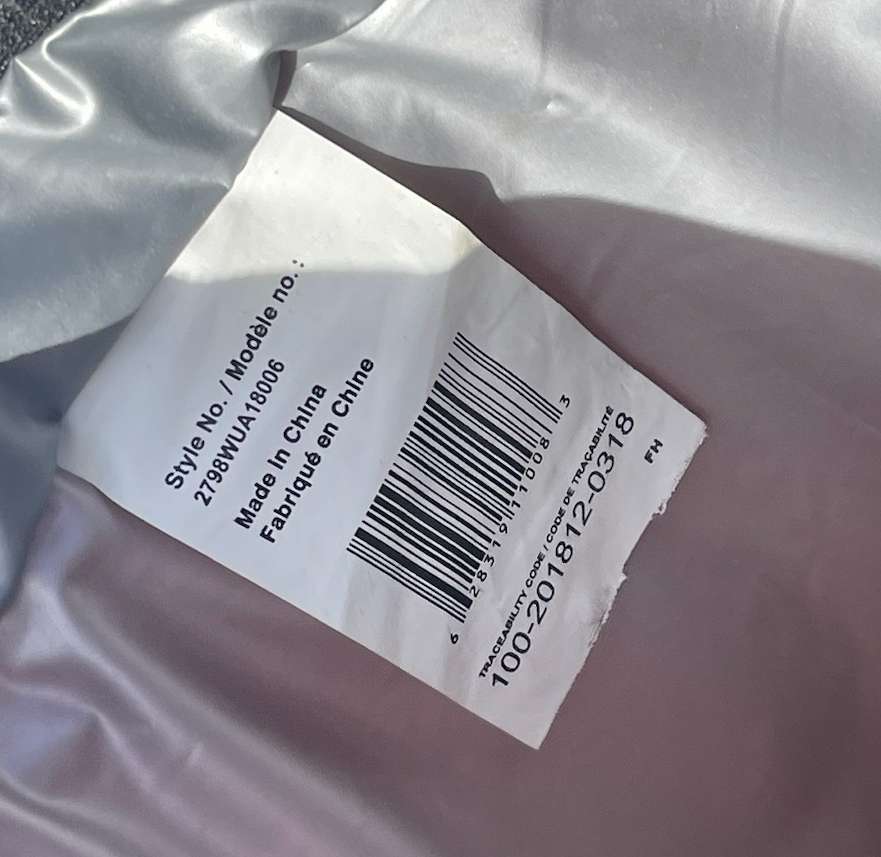 Style No. / Modèle no. :
2798WUA18006
Made In China
Fabriqué en Chine
6 28319 11008 3
TRACEABILITY CODE / CODE DE TRAÇABILITÉ
100-201812-0318
FH